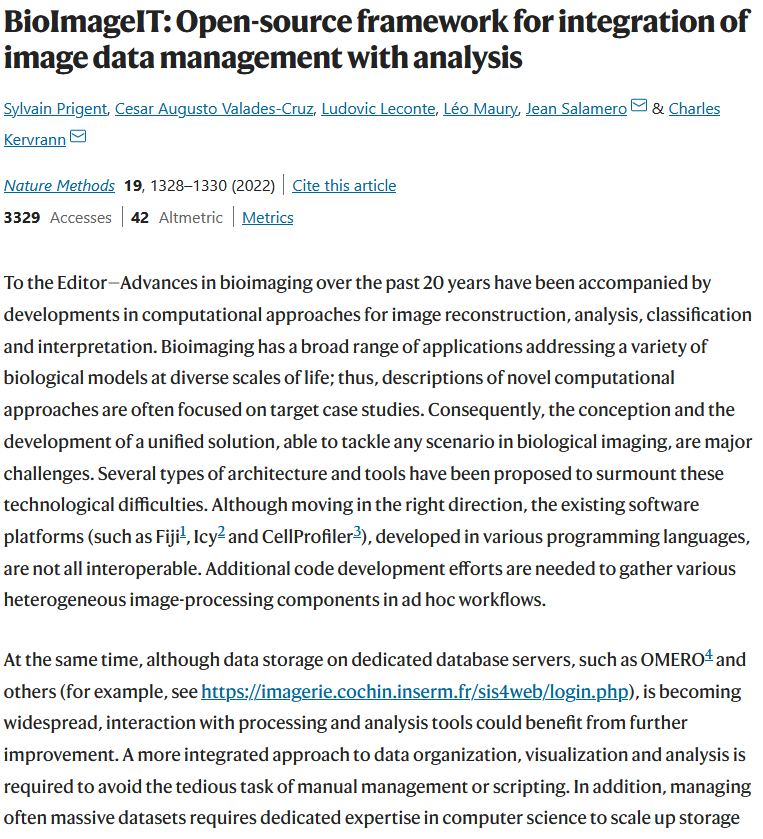 BioImageIT: Open-source framework for integration of
image data management with analysis
Sylvain Prigent, Cesar Augusto Valades-Cruz, Ludovic Leconte, Léo Maury, Jean Salamero & Charles
Kervrann
Nature Methods 19, 1328–1330 (2022) | Cite this article
3329 Accesses | 42 Altmetric | Metrics
To the Editor—Advances in bioimaging over the past 20 years have been accompanied by
developments in computational approaches for image reconstruction, analysis, classification
and interpretation. Bioimaging has a broad range of applications addressing a variety of
biological models at diverse scales of life; thus, descriptions of novel computational
approaches are often focused on target case studies. Consequently, the conception and the
development of a unified solution, able to tackle any scenario in biological imaging, are major
challenges. Several types of architecture and tools have been proposed to surmount these
technological difficulties. Although moving in the right direction, the existing software
platforms (such as Fiji1, Icy2 and CellProfiler3), developed in various programming languages,
are not all interoperable. Additional code development efforts are needed to gather various
heterogeneous image-processing components in ad hoc workflows.
At the same time, although data storage on dedicated database servers, such as OMERO4 and
others (for example, see https://imagerie.cochin.inserm.fr/sis4web/login.php), is becoming
widespread, interaction with processing and analysis tools could benefit from further
improvement. A more integrated approach to data organization, visualization and analysis is
required to avoid the tedious task of manual management or scripting. In addition, managing
often massive datasets requires dedicated expertise in computer science to scale up storage